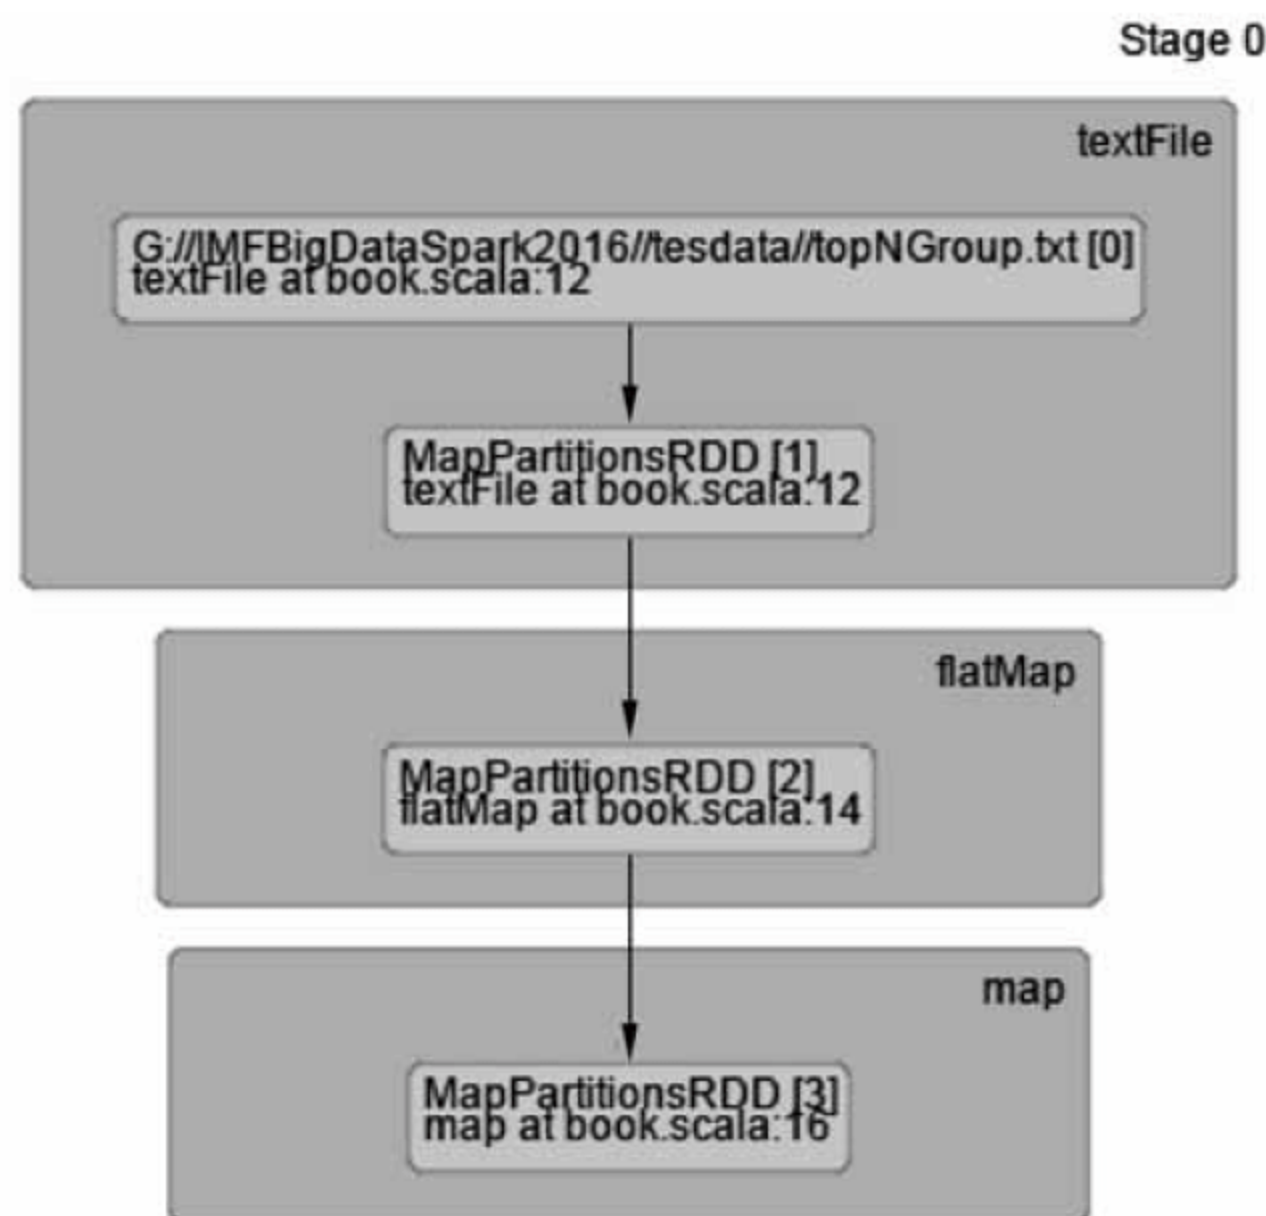 Stage 0
textFile
G://IMFBigDataSpark2016//tesdata//topNGroup.txt [0]
textFile at book.scala:12
MapPartitionsRDD [1]
textFile at book.scala:12
flatMap
MapPartitionsRDD [2]
flatMap at book.scala:14
map
MapPartitionsRDD [3]
map at book.scala:16